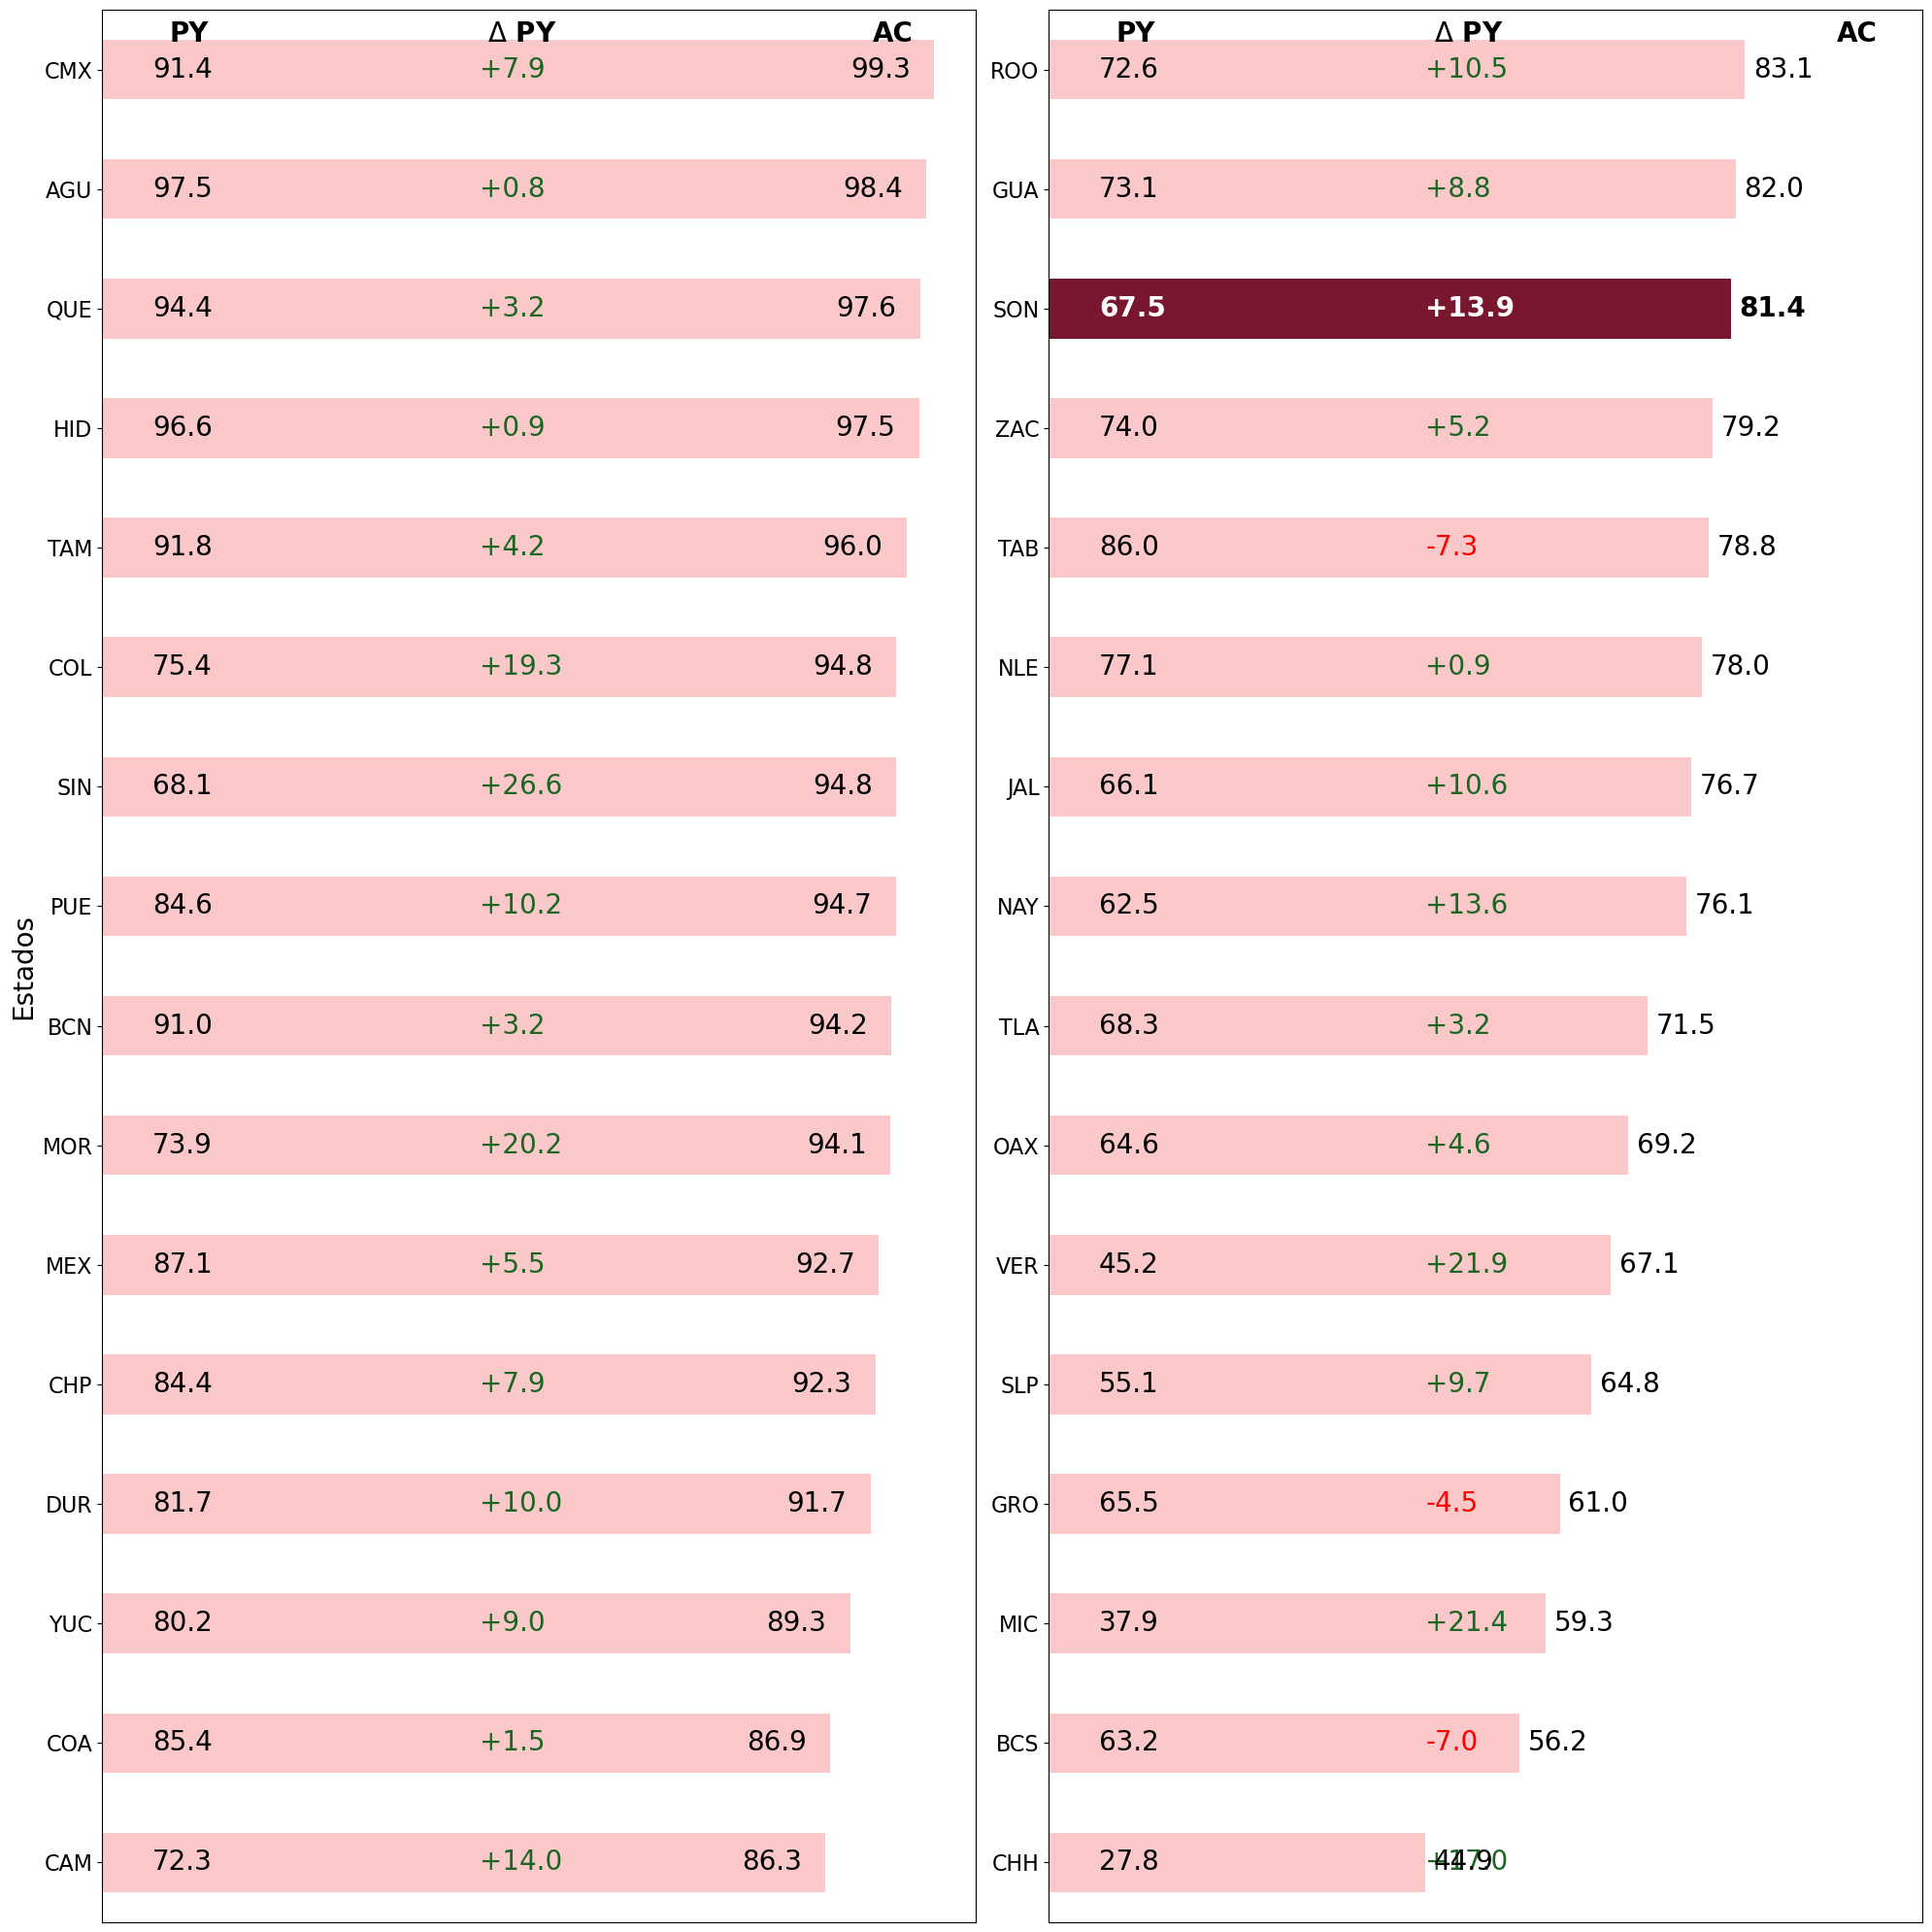 PY Δ PY AC
CMX 91.4 +7.9 99.3
AGU 97.5 +0.8 98.4
QUE 94.4 +3.2 97.6
HID 96.6 +0.9 97.5
TAM 91.8 +4.2 96.0
COL 75.4 +19.3 94.8
SIN 68.1 +26.6 94.8
PUE 84.6 +10.2 94.7
BCN 91.0 +3.2 94.2
MOR 73.9 +20.2 94.1
MEX 87.1 +5.5 92.7
CHP 84.4 +7.9 92.3
DUR 81.7 +10.0 91.7
YUC 80.2 +9.0 89.3
COA 85.4 +1.5 86.9
CAM 72.3 +14.0 86.3
Estados
PY Δ PY AC
ROO 72.6 +10.5 83.1
GUA 73.1 +8.8 82.0
SON 67.5 +13.9 81.4
ZAC 74.0 +5.2 79.2
TAB 86.0 -7.3 78.8
NLE 77.1 +0.9 78.0
JAL 66.1 +10.6 76.7
NAY 62.5 +13.6 76.1
TLA 68.3 +3.2 71.5
OAX 64.6 +4.6 69.2
VER 45.2 +21.9 67.1
SLP 55.1 +9.7 64.8
GRO 65.5 -4.5 61.0
MIC 37.9 +21.4 59.3
BCS 63.2 -7.0 56.2
CHH 27.8 +17.0 44.9